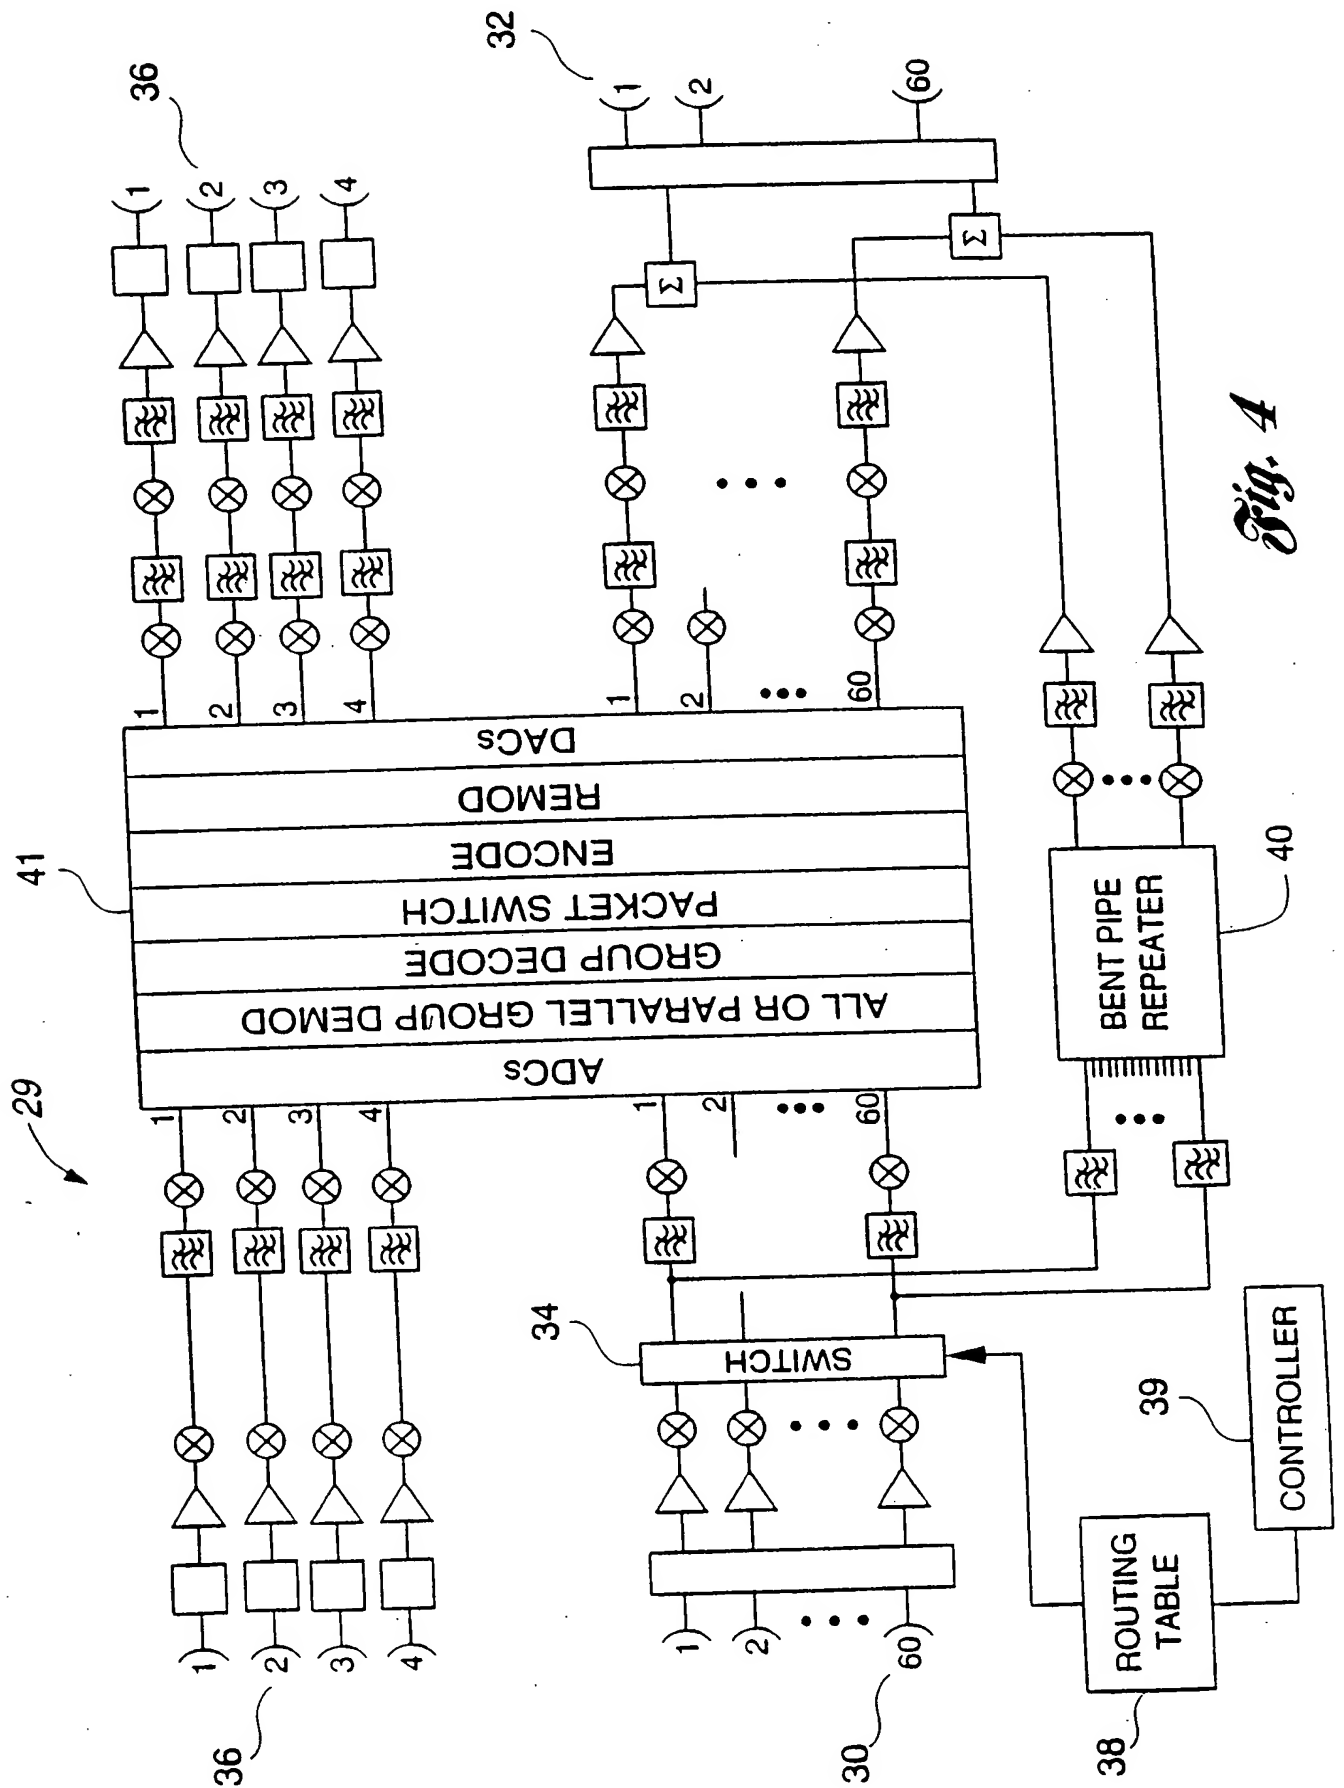 29
41
36
1
2
3
4
36
1
2
3
4
1
2
3
4
1
2
3
4
ADCs
ALL OR PARALLEL GROUP DEMOD
GROUP DECODE
PACKET SWITCH
ENCODE
REMOD
DACs
30
1
2
60
34
SWITCH
1
2
60
1
2
60
Σ
Σ
32
1
2
60
38
ROUTING
TABLE
39
CONTROLLER
BENT PIPE
REPEATER
40
Fig. 4